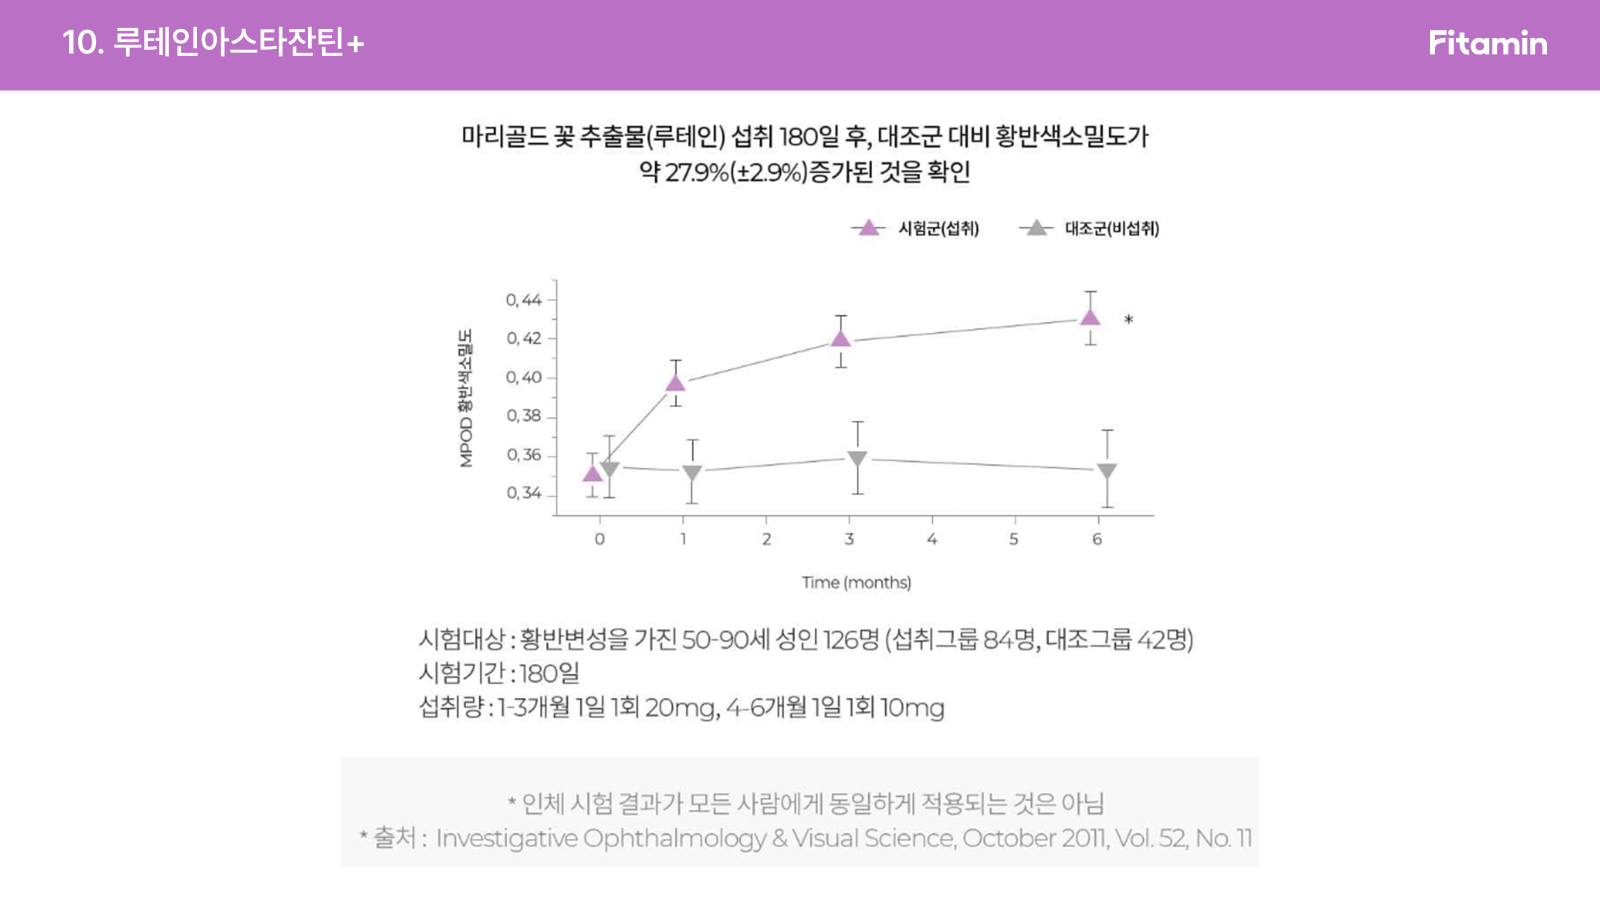 10. 루테인아스타잔틴+
Fitamin
마리골드 꽃 추출물(루테인) 섭취 180일 후, 대조군 대비 황반색소밀도가
약 27.9%(±2.9%)증가된 것을 확인
시험군(섭취)
대조군(비섭취)
MPOD 황반색소밀도
0,44
0,42
0,40
0,38
0,36
0,34
*
0 1 2 3 4 5 6
Time (months)
시험대상 : 황반변성을 가진 50-90세 성인 126명 (섭취그룹 84명, 대조그룹 42명)
시험기간 : 180일
섭취량 : 1-3개월 1일 1회 20mg, 4-6개월 1일 1회 10mg
* 인체 시험 결과가 모든 사람에게 동일하게 적용되는 것은 아님
* 출처 : Investigative Ophthalmology & Visual Science, October 2011, Vol. 52, No. 11